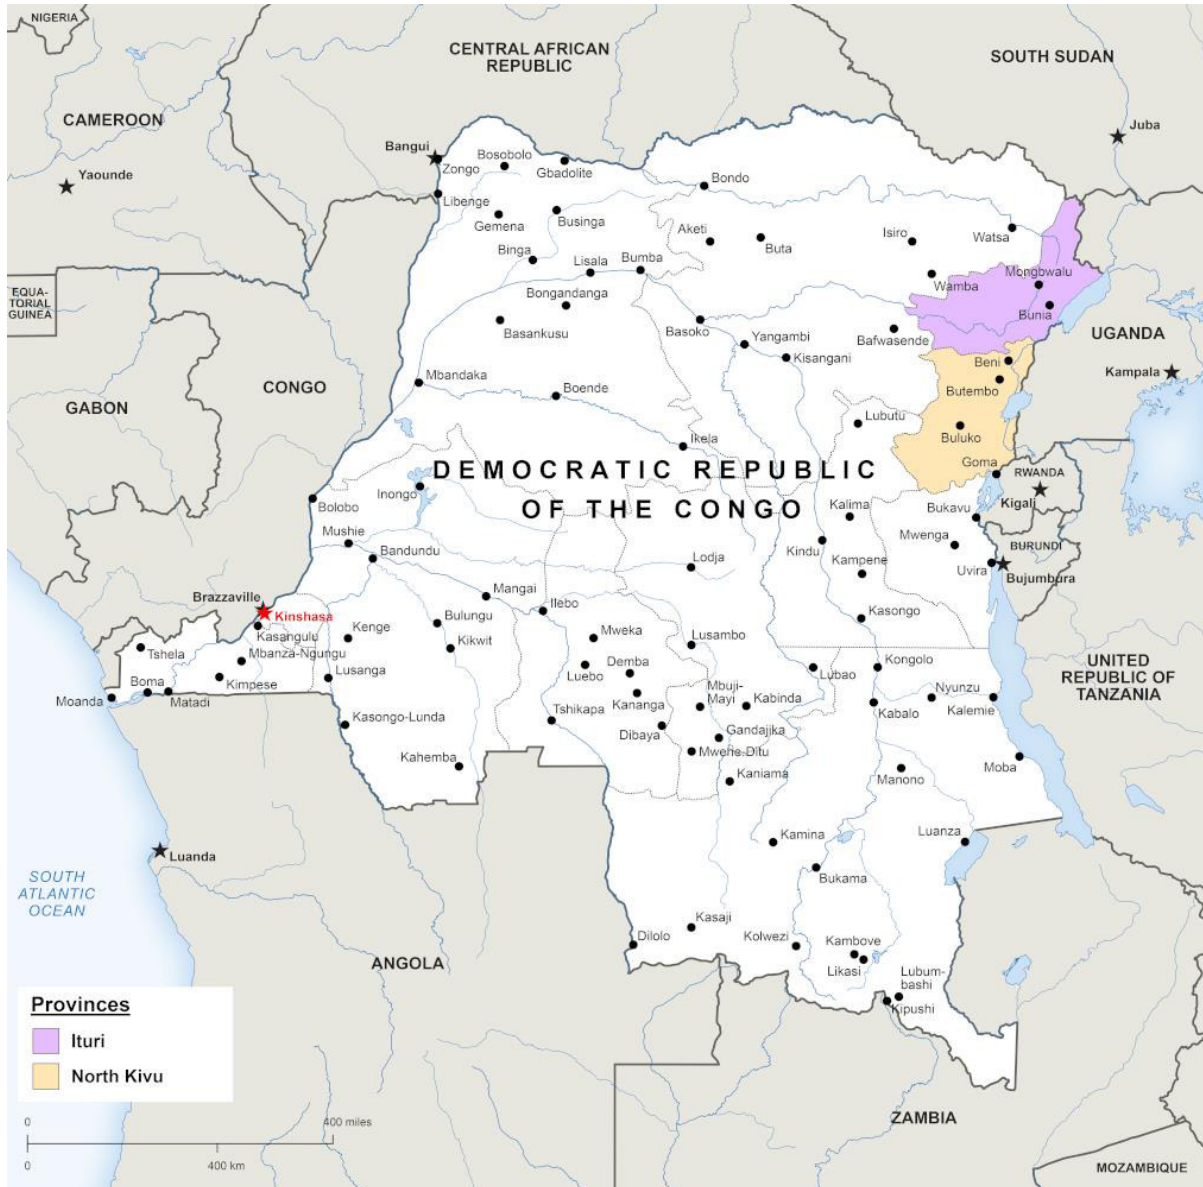 NIGERIA
CENTRAL AFRICAN
REPUBLIC
SOUTH SUDAN
CAMEROON
Juba
Bangui
Yaounde
Zongo
Bosobolo
Gbadolite
Bondo
Libenge
Gemena
Businga
Aketi
Buta
Isiro
Watsa
Binga
Lisala
Bumba
Wamba
Mongbwalu
EQUA-
TORIAL
GUINEA
Bongandanga
Bunia
Basankusu
Basoko
Yangambi
Bafwasende
UGANDA
Kisangani
Beni
Mbandaka
Boende
Butembo
Kampala
CONGO
GABON
Lubutu
Buluko
Ikela
Goma
DEMOCRATIC REPUBLIC
OF THE CONGO
RWANDA
Kigali
Inongo
Bolobo
Kalima
Bukavu
Mushie
Bandundu
Kindu
Mwenga
BURUNDI
Lodja
Kampene
Uvira
Bujumbura
Brazzaville
Kinshasa
Mangai
Ilebo
Kasongo
Kasangulu
Kenge
Bulungu
Mweka
Lusambo
Tshela
Mbanza-Ngungu
Kikwit
Luebo
Demba
Lubao
Kongolo
UNITED
REPUBLIC OF
TANZANIA
Moanda
Boma
Matadi
Kimpese
Lusanga
Kananga
Mbuji-
Mayi
Kabinda
Kabalo
Nyunzu
Kalemie
Kasongo-Lunda
Tshikapa
Dibaya
Gandajika
Mwene-Ditu
Kahemba
Kaniama
Manono
Moba
Kamina
Luanza
Luanda
Bukama
SOUTH
ATLANTIC
OCEAN
Kasaji
Dilolo
Kolwezi
Kambove
Likasi
ANGOLA
Lubum-
bashi
Kipushi
Provinces
Ituri
North Kivu
ZAMBIA
0
400 miles
0
400 km
MOZAMBIQUE